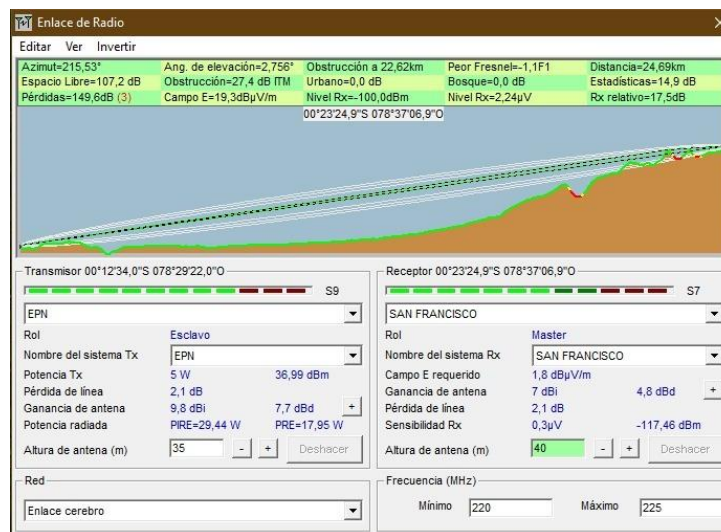 Enlace de Radio
Editar Ver Invertir
Azimut=215,53° Ang. de elevación=2,756° Obstrucción a 22,62km Peor Fresnel=-1,1F1 Distancia=24,69km
Espacio Libre=107,2 dB Obstrucción=27,4 dB ITM Urbano=0,0 dB Bosque=0,0 dB Estadísticas=14,9 dB
Pérdidas=149,6dB (3) Campo E=19,3dBµV/m Nivel Rx=-100,0dBm Nivel Rx=2,24µV Rx relativo=17,5dB
00°23'24,9"S 078°37'06,9"O
Transmisor 00°12'34,0"S 078°29'22,0"O
S9
EPN
Rol Esclavo
Nombre del sistema Tx EPN
Potencia Tx 5 W 36,99 dBm
Pérdida de línea 2,1 dB
Ganancia de antena 9,8 dBi 7,7 dBd +
Potencia radiada PIRE=29,44 W PRE=17,95 W
Altura de antena (m) 35 - + Deshacer
Receptor 00°23'24,9"S 078°37'06,9"O
S7
SAN FRANCISCO
Rol Master
Nombre del sistema Rx SAN FRANCISCO
Campo E requerido 1,8 dBµV/m
Ganancia de antena 7 dBi 4,8 dBd +
Pérdida de línea 2,1 dB
Sensibilidad Rx 0,3µV -117,46 dBm
Altura de antena (m) 40 - + Deshacer
Red
Enlace cerebro
Frecuencia (MHz)
Mínimo 220 Máximo 225